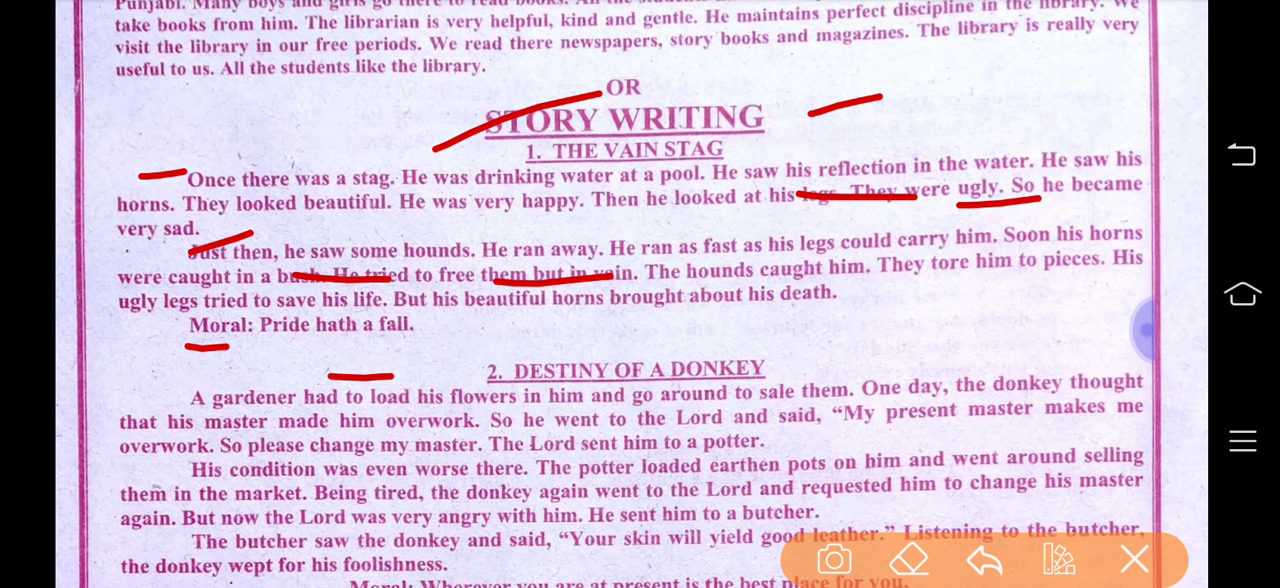 Punjabi. Many boys and girls go there to read books. All the students
take books from him. The librarian is very helpful, kind and gentle. He maintains perfect discipline in the library. We
visit the library in our free periods. We read there newspapers, story books and magazines. The library is really very
useful to us. All the students like the library.
OR
STORY WRITING
1. THE VAIN STAG
Once there was a stag. He was drinking water at a pool. He saw his reflection in the water. He saw his
horns. They looked beautiful. He was very happy. Then he looked at his legs. They were ugly. So he became
very sad.
Just then, he saw some hounds. He ran away. He ran as fast as his legs could carry him. Soon his horns
were caught in a bush. He tried to free them but in vain. The hounds caught him. They tore him to pieces. His
ugly legs tried to save his life. But his beautiful horns brought about his death.
Moral: Pride hath a fall.
2. DESTINY OF A DONKEY
A gardener had to load his flowers in him and go around to sale them. One day, the donkey thought
that his master made him overwork. So he went to the Lord and said, “My present master makes me
overwork. So please change my master. The Lord sent him to a potter.
His condition was even worse there. The potter loaded earthen pots on him and went around selling
them in the market. Being tired, the donkey again went to the Lord and requested him to change his master
again. But now the Lord was very angry with him. He sent him to a butcher.
The butcher saw the donkey and said, “Your skin will yield good leather.” Listening to the butcher,
the donkey wept for his foolishness.
Moral: Wherever you are at present is the best place for you.